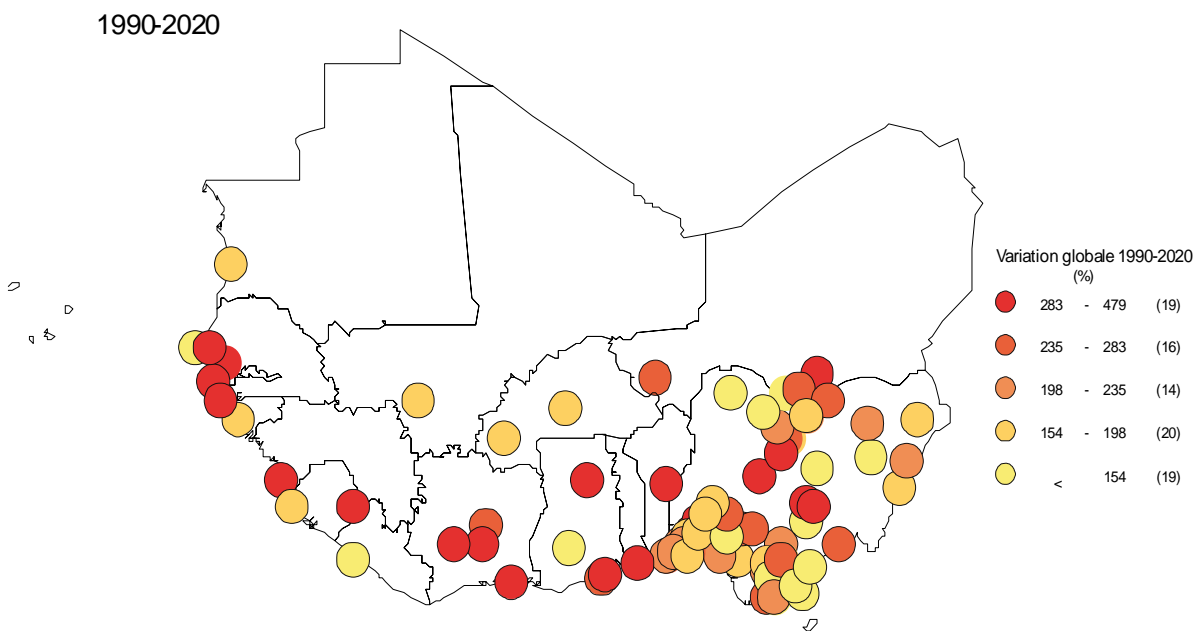 1990-2020
Variation globale 1990-2020
(%)
283 - 479 (19)
235 - 283 (16)
198 - 235 (14)
154 - 198 (20)
< 154 (19)